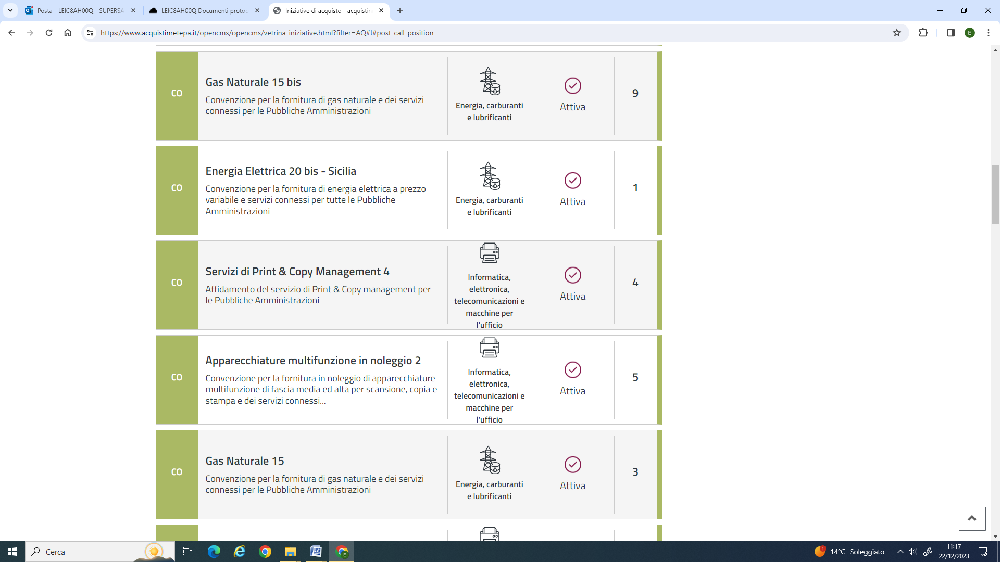 Posta - LEIC8AH00Q - SUPERSA
LEIC8AH00Q Documenti protoc
Iniziative di acquisto - acquistin
https://www.acquistinretepa.it/opencms/opencms/vetrina_iniziative.html?filter=AQ#!#post_call_position
E
CO
Gas Naturale 15 bis
Convenzione per la fornitura di gas naturale e dei servizi
connessi per le Pubbliche Amministrazioni
Energia, carburanti
e lubrificanti
Attiva
9
CO
Energia Elettrica 20 bis - Sicilia
Convenzione per la fornitura di energia elettrica a prezzo
variabile e servizi connessi per tutte le Pubbliche
Amministrazioni
Energia, carburanti
e lubrificanti
Attiva
1
CO
Servizi di Print & Copy Management 4
Affidamento del servizio di Print & Copy management per
le Pubbliche Amministrazioni
Informatica,
elettronica,
telecomunicazioni e
macchine per
l'ufficio
Attiva
4
CO
Apparecchiature multifunzione in noleggio 2
Convenzione per la fornitura in noleggio di apparecchiature
multifunzione di fascia media ed alta per scansione, copia e
stampa e dei servizi connessi...
Informatica,
elettronica,
telecomunicazioni e
macchine per
l'ufficio
Attiva
5
CO
Gas Naturale 15
Convenzione per la fornitura di gas naturale e dei servizi
connessi per le Pubbliche Amministrazioni
Energia, carburanti
e lubrificanti
Attiva
3
Cerca
E
1
14°C Soleggiato
11:17
22/12/2023